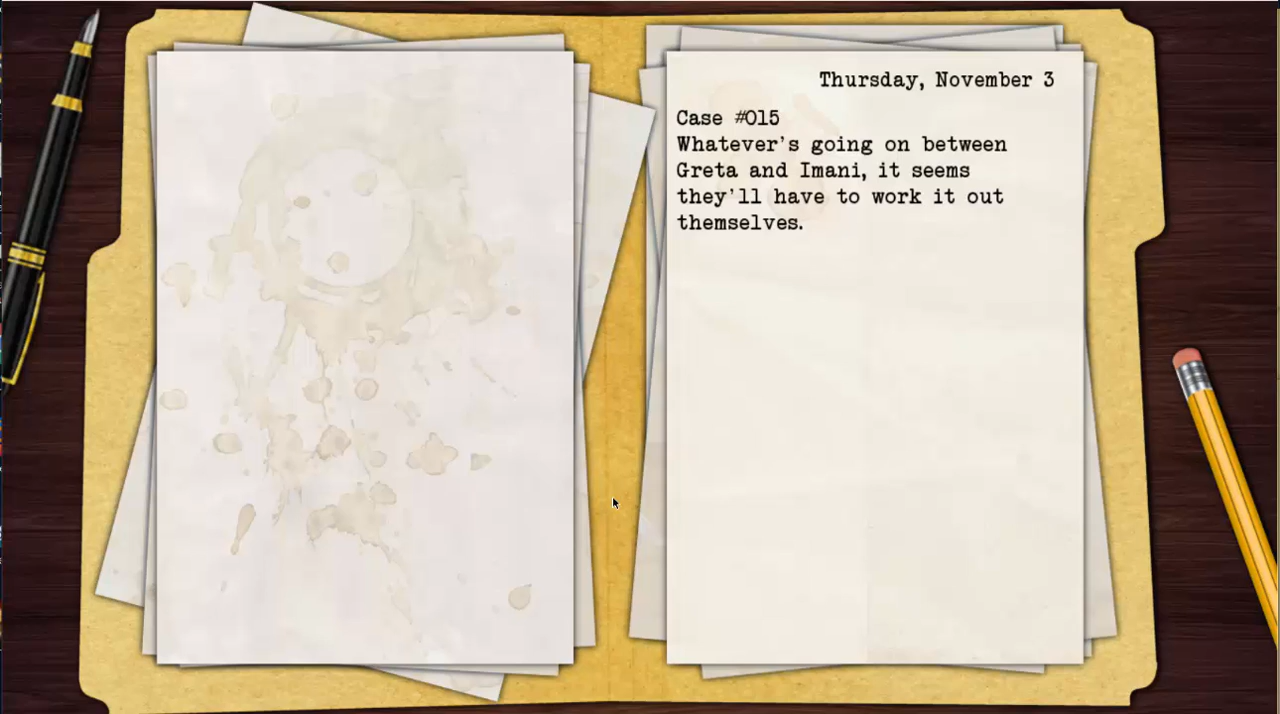 Thursday, November 3
Case #015
Whatever's going on between
Greta and Imani, it seems
they'll have to work it out
themselves.